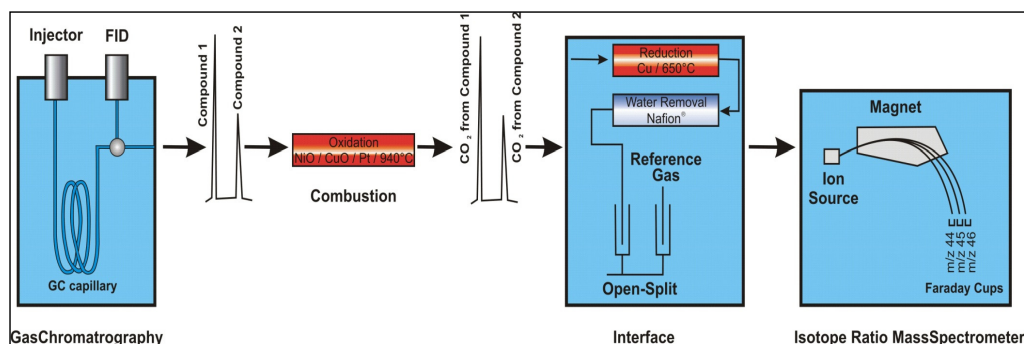 Injector
FID
GC capillary
GasChromatrography
Compound 1
Compound 2
Oxidation
NiO / CuO / Pt / 940°C
Combustion
CO2 from Compound 1
CO2 from Compound 2
Reduction
Cu / 650°C
Water Removal
Nafion®
Reference
Gas
Open-Split
Interface
Magnet
Ion
Source
m/z 44
m/z 45
m/z 46
Faraday Cups
Isotope Ratio MassSpectrometer